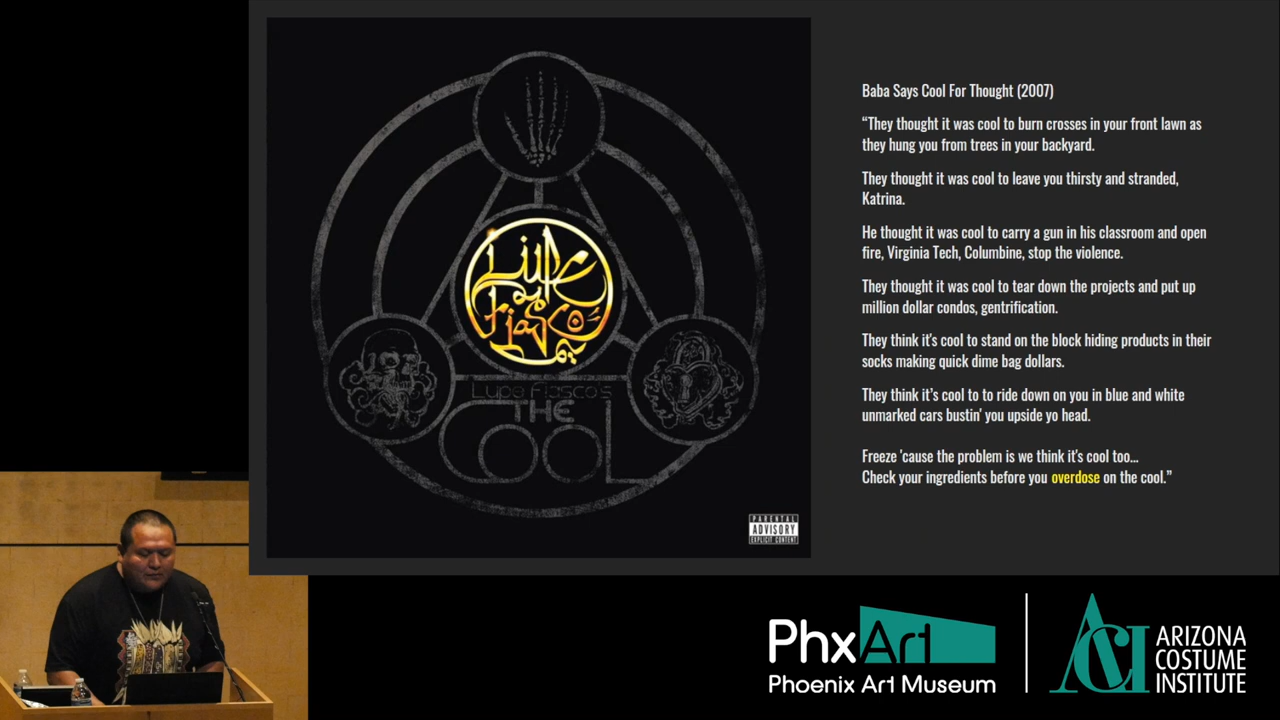 Baba Says Cool For Thought (2007)
“They thought it was cool to burn crosses in your front lawn as
they hung you from trees in your backyard.
They thought it was cool to leave you thirsty and stranded,
Katrina.
He thought it was cool to carry a gun in his classroom and open
fire, Virginia Tech, Columbine, stop the violence.
They thought it was cool to tear down the projects and put up
million dollar condos, gentrification.
They think it's cool to stand on the block hiding products in their
socks making quick dime bag dollars.
They think it’s cool to to ride down on you in blue and white
unmarked cars bustin' you upside yo head.
Freeze 'cause the problem is we think it's cool too...
Check your ingredients before you overdose on the cool.”
Lupe
Fiasco
Lupe Fiasco's
THE
COOL
PARENTAL
ADVISORY
EXPLICIT CONTENT
PhxArt
Phoenix Art Museum
ACI
ARIZONA
COSTUME
INSTITUTE